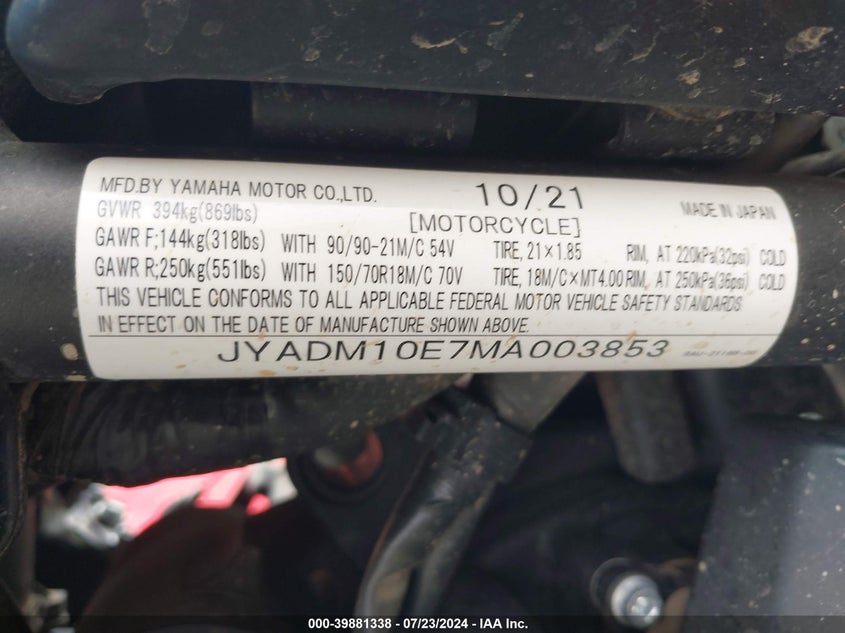 MFD.BY YAMAHA MOTOR CO.,LTD. 10/21 MADE IN JAPAN
GVWR 394kg(869lbs) [MOTORCYCLE]
GAWR F;144kg(318lbs) WITH 90/90-21M/C 54V TIRE, 21×1.85 RIM, AT 220kPa(32psi) COLD
GAWR R;250kg(551lbs) WITH 150/70R18M/C 70V TIRE, 18M/C×MT4.00 RIM, AT 250kPa(36psi) COLD
THIS VEHICLE CONFORMS TO ALL APPLICABLE FEDERAL MOTOR VEHICLE SAFETY STANDARDS
IN EFFECT ON THE DATE OF MANUFACTURE SHOWN ABOVE.
JYADM10E7MA003853
000-39881338 - 07/23/2024 - IAA Inc.